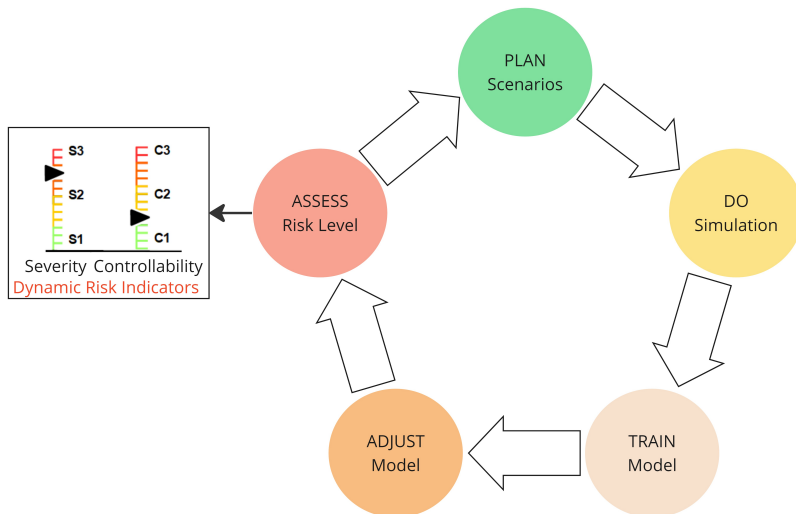 PLAN
Scenarios
DO
Simulation
TRAIN
Model
ADJUST
Model
ASSESS
Risk Level
S3
S2
S1
C3
C2
C1
Severity Controllability
Dynamic Risk Indicators